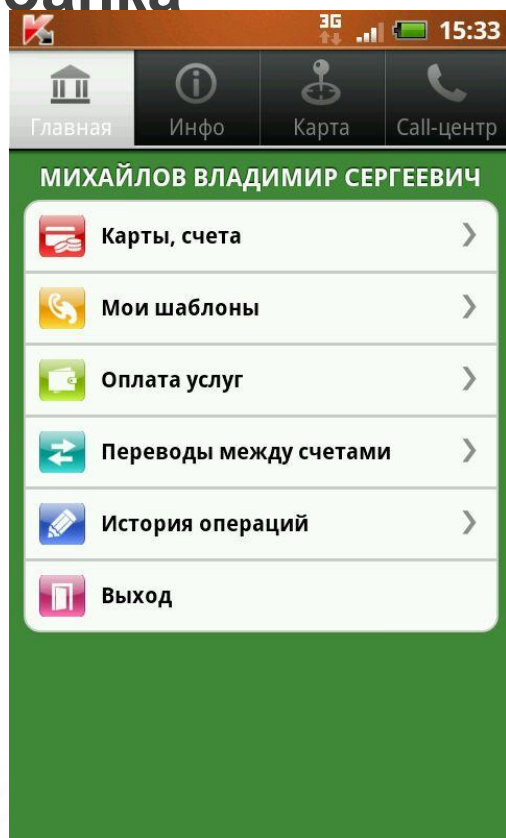 банка
3G
15:33
Главная Инфо Карта Call-центр
МИХАЙЛОВ ВЛАДИМИР СЕРГЕЕВИЧ
Карты, счета
Мои шаблоны
Оплата услуг
Переводы между счетами
История операций
Выход